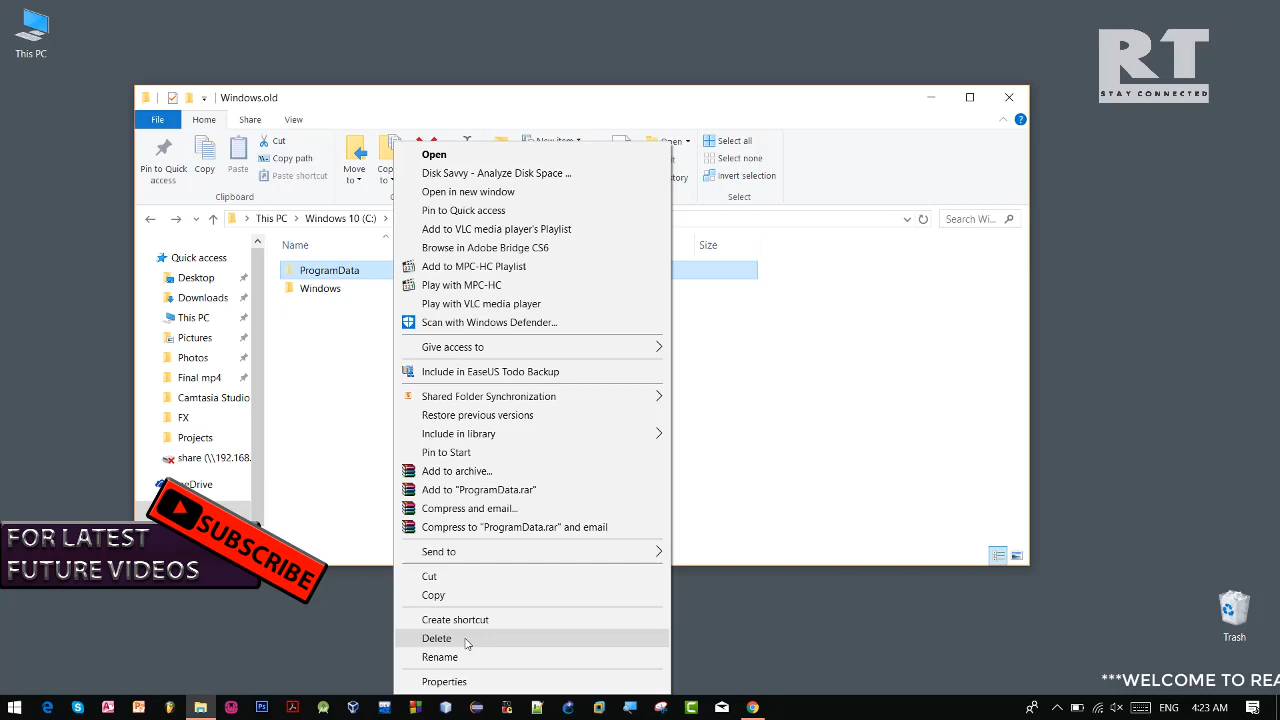 This PC
RT
STAY CONNECTED
Windows.old
File
Home
Share
View
Pin to Quick
access
Copy
Paste
Cut
Copy path
Paste shortcut
Clipboard
Move
to
Copy
to
New item
Open
Select all
Select none
Invert selection
Select
This PC
Windows 10 (C:)
Search Wi...
Name
Size
Quick access
Desktop
Downloads
This PC
Pictures
Photos
Final mp4
Camtasia Studio
FX
Projects
share (\\192.168.
ProgramData
Windows
Open
Disk Savvy - Analyze Disk Space ...
Open in new window
Pin to Quick access
Add to VLC media player's Playlist
Browse in Adobe Bridge CS6
Add to MPC-HC Playlist
Play with MPC-HC
Play with VLC media player
Scan with Windows Defender...
Give access to
Include in EaseUS Todo Backup
Shared Folder Synchronization
Restore previous versions
Include in library
Pin to Start
Add to archive...
Add to "ProgramData.rar"
Compress and email...
Compress to "ProgramData.rar" and email
Send to
Cut
Copy
Create shortcut
Delete
Rename
Properties
FOR LATEST
FUTURE VIDEOS
SUBSCRIBE
Trash
***WELCOME TO REA
4:23 AM